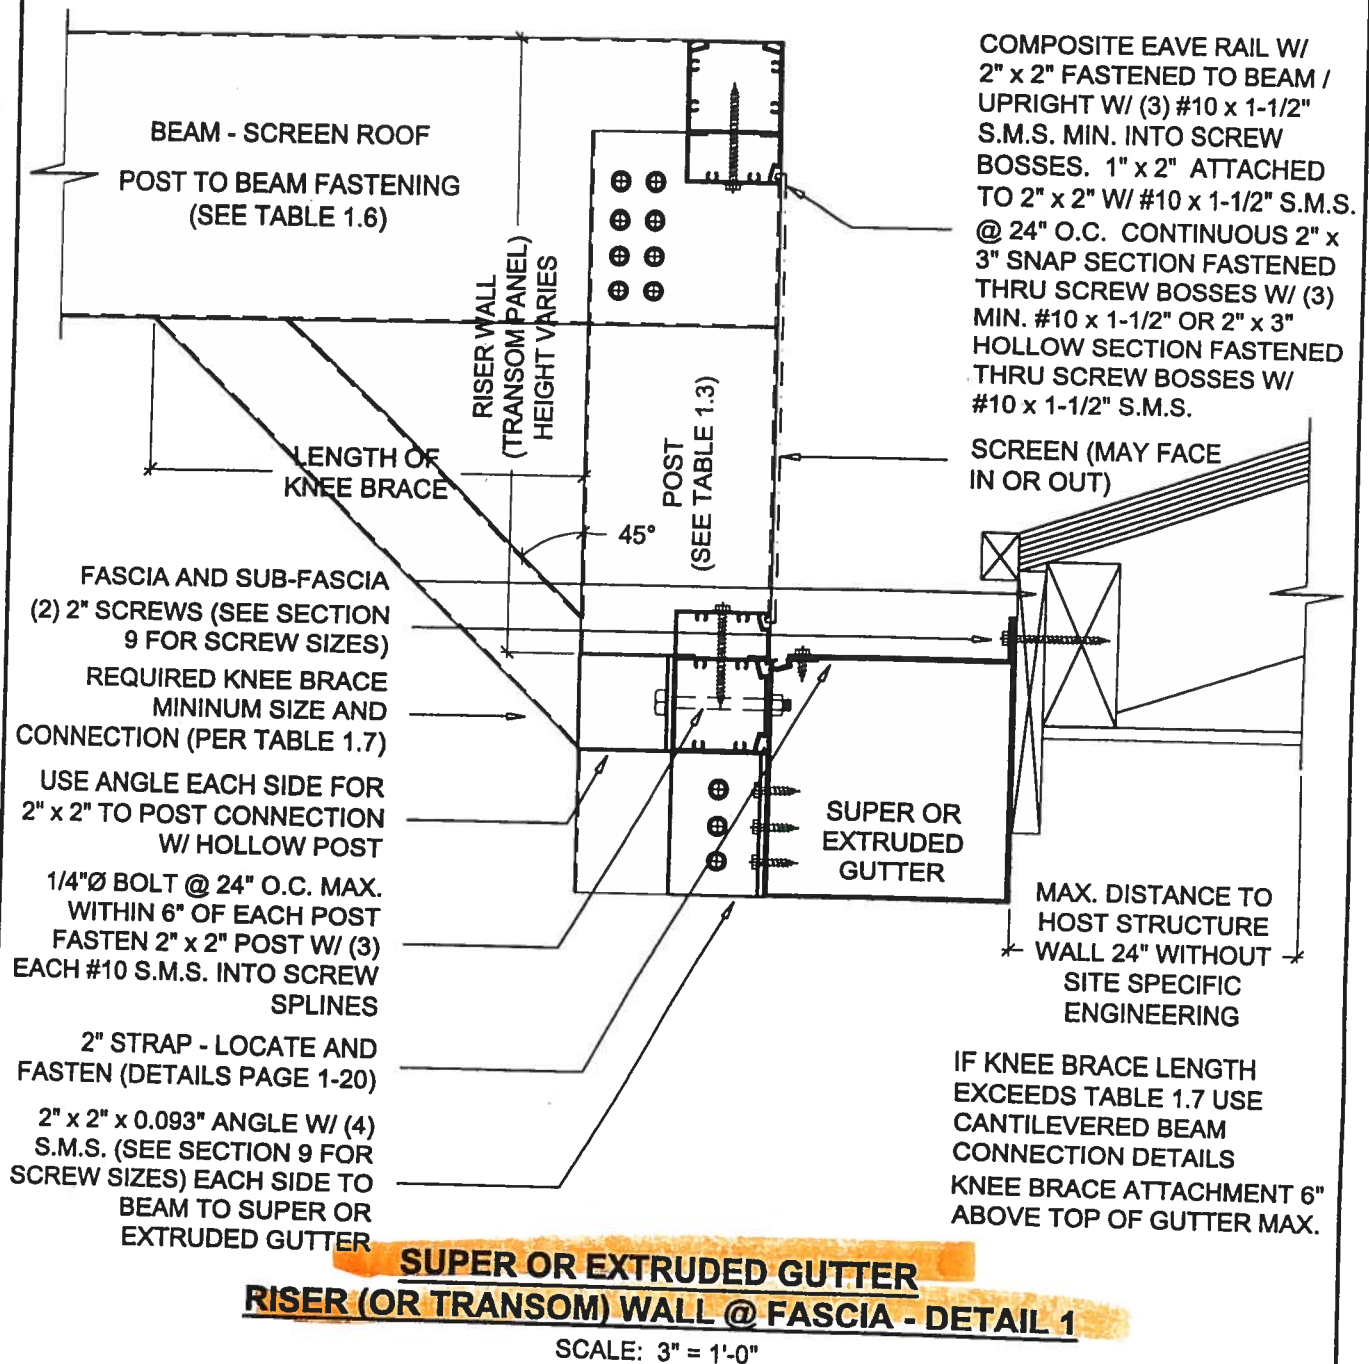 BEAM - SCREEN ROOF
POST TO BEAM FASTENING
(SEE TABLE 1.6)
RISER WALL
(TRANSOM PANEL)
HEIGHT VARIES
COMPOSITE EAVE RAIL W/
2" x 2" FASTENED TO BEAM /
UPRIGHT W/ (3) #10 x 1-1/2"
S.M.S. MIN. INTO SCREW
BOSSES. 1" x 2" ATTACHED
TO 2" x 2" W/ #10 x 1-1/2" S.M.S.
@ 24" O.C. CONTINUOUS 2" x
3" SNAP SECTION FASTENED
THRU SCREW BOSSES W/ (3)
MIN. #10 x 1-1/2" OR 2" x 3"
HOLLOW SECTION FASTENED
THRU SCREW BOSSES W/
#10 x 1-1/2" S.M.S.
LENGTH OF
KNEE BRACE
POST
(SEE TABLE 1.3)
SCREEN (MAY FACE
IN OR OUT)
45°
FASCIA AND SUB-FASCIA
(2) 2" SCREWS (SEE SECTION
9 FOR SCREW SIZES)
REQUIRED KNEE BRACE
MININUM SIZE AND
CONNECTION (PER TABLE 1.7)
USE ANGLE EACH SIDE FOR
2" x 2" TO POST CONNECTION
W/ HOLLOW POST
1/4"Ø BOLT @ 24" O.C. MAX.
WITHIN 6" OF EACH POST
FASTEN 2" x 2" POST W/ (3)
EACH #10 S.M.S. INTO SCREW
SPLINES
2" STRAP - LOCATE AND
FASTEN (DETAILS PAGE 1-20)
2" x 2" x 0.093" ANGLE W/ (4)
S.M.S. (SEE SECTION 9 FOR
SCREW SIZES) EACH SIDE TO
BEAM TO SUPER OR
EXTRUDED GUTTER
SUPER OR
EXTRUDED
GUTTER
MAX. DISTANCE TO
HOST STRUCTURE
WALL 24" WITHOUT
SITE SPECIFIC
ENGINEERING
IF KNEE BRACE LENGTH
EXCEEDS TABLE 1.7 USE
CANTILEVERED BEAM
CONNECTION DETAILS
KNEE BRACE ATTACHMENT 6"
ABOVE TOP OF GUTTER MAX.
SUPER OR EXTRUDED GUTTER
RISER (OR TRANSOM) WALL @ FASCIA - DETAIL 1
SCALE: 3" = 1'-0"